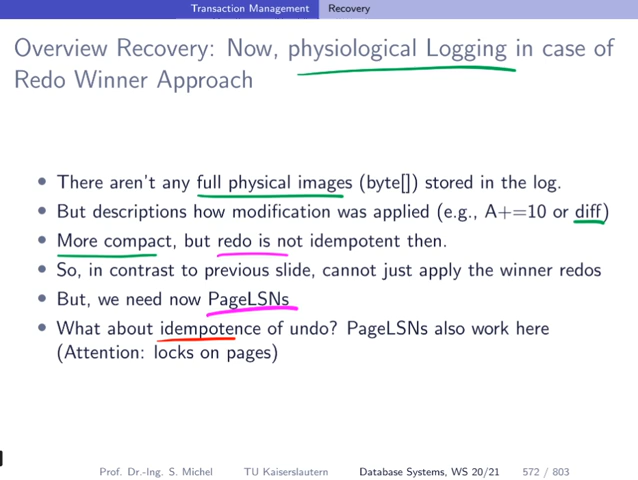 Transaction Management Recovery
Overview Recovery: Now, physiological Logging in case of
Redo Winner Approach
• There aren't any full physical images (byte[]) stored in the log.
• But descriptions how modification was applied (e.g., A+=10 or diff)
• More compact, but redo is not idempotent then.
• So, in contrast to previous slide, cannot just apply the winner redos
• But, we need now PageLSNs
• What about idempotence of undo? PageLSNs also work here
(Attention: locks on pages)
Prof. Dr.-Ing. S. Michel TU Kaiserslautern Database Systems, WS 20/21 572 / 803